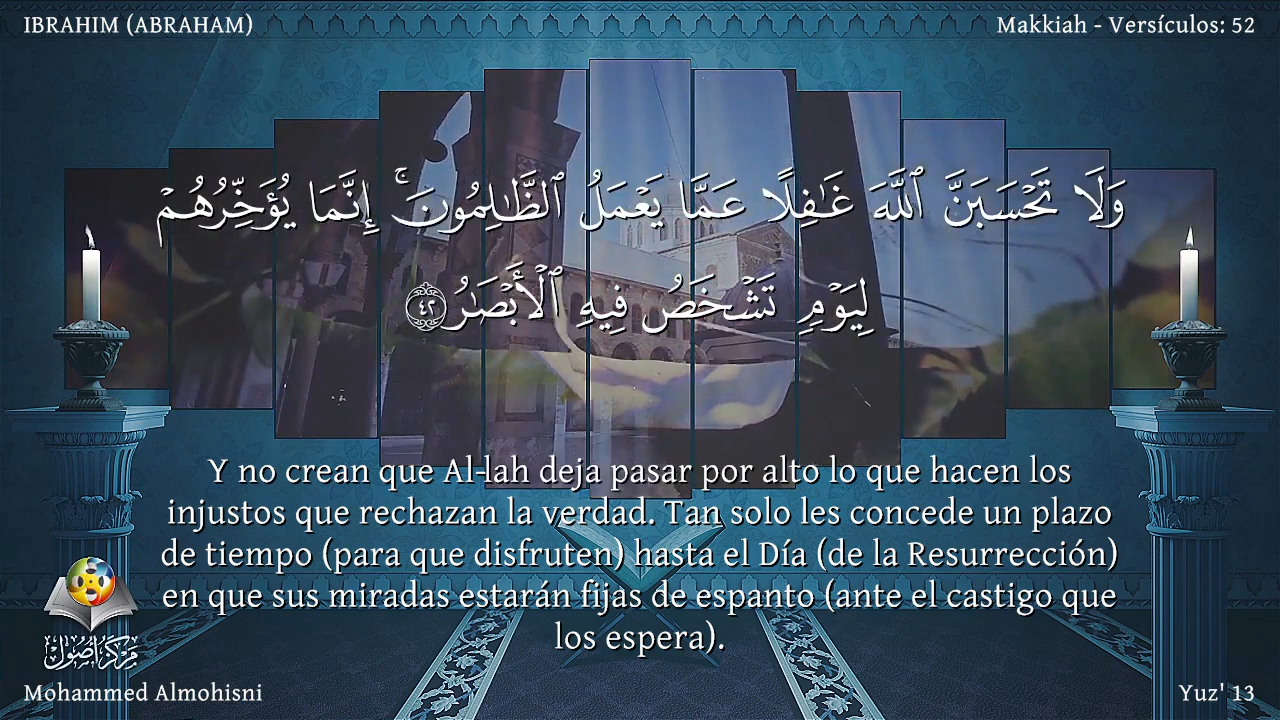 IBRAHIM (ABRAHAM)
Makkiah - Versículos: 52
وَلَا تَحْسَبَنَّ ٱللَّهَ غَٰفِلًا عَمَّا يَعْمَلُ ٱلظَّٰلِمُونَ ۚ إِنَّمَا يُؤَخِّرُهُمْ
لِيَوْمٍ تَشْخَصُ فِيهِ ٱلْأَبْصَٰرُ ٤٢
Y no crean que Al-lah deja pasar por alto lo que hacen los
injustos que rechazan la verdad. Tan solo les concede un plazo
de tiempo (para que disfruten) hasta el Día (de la Resurrección)
en que sus miradas estarán fijas de espanto (ante el castigo que
los espera).
مركز أصول
Mohammed Almohisni
Yuz' 13